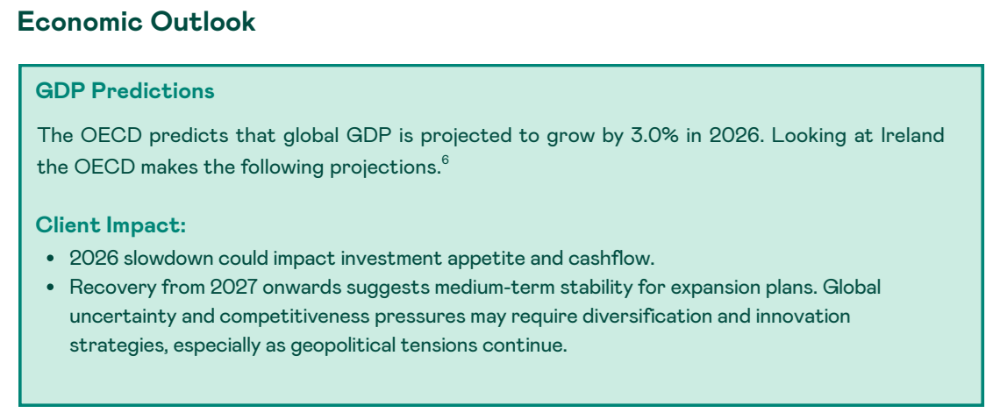 Economic Outlook
GDP Predictions
The OECD predicts that global GDP is projected to grow by 3.0% in 2026. Looking at Ireland
the OECD makes the following projections.6
Client Impact:
• 2026 slowdown could impact investment appetite and cashflow.
• Recovery from 2027 onwards suggests medium-term stability for expansion plans. Global
uncertainty and competitiveness pressures may require diversification and innovation
strategies, especially as geopolitical tensions continue.